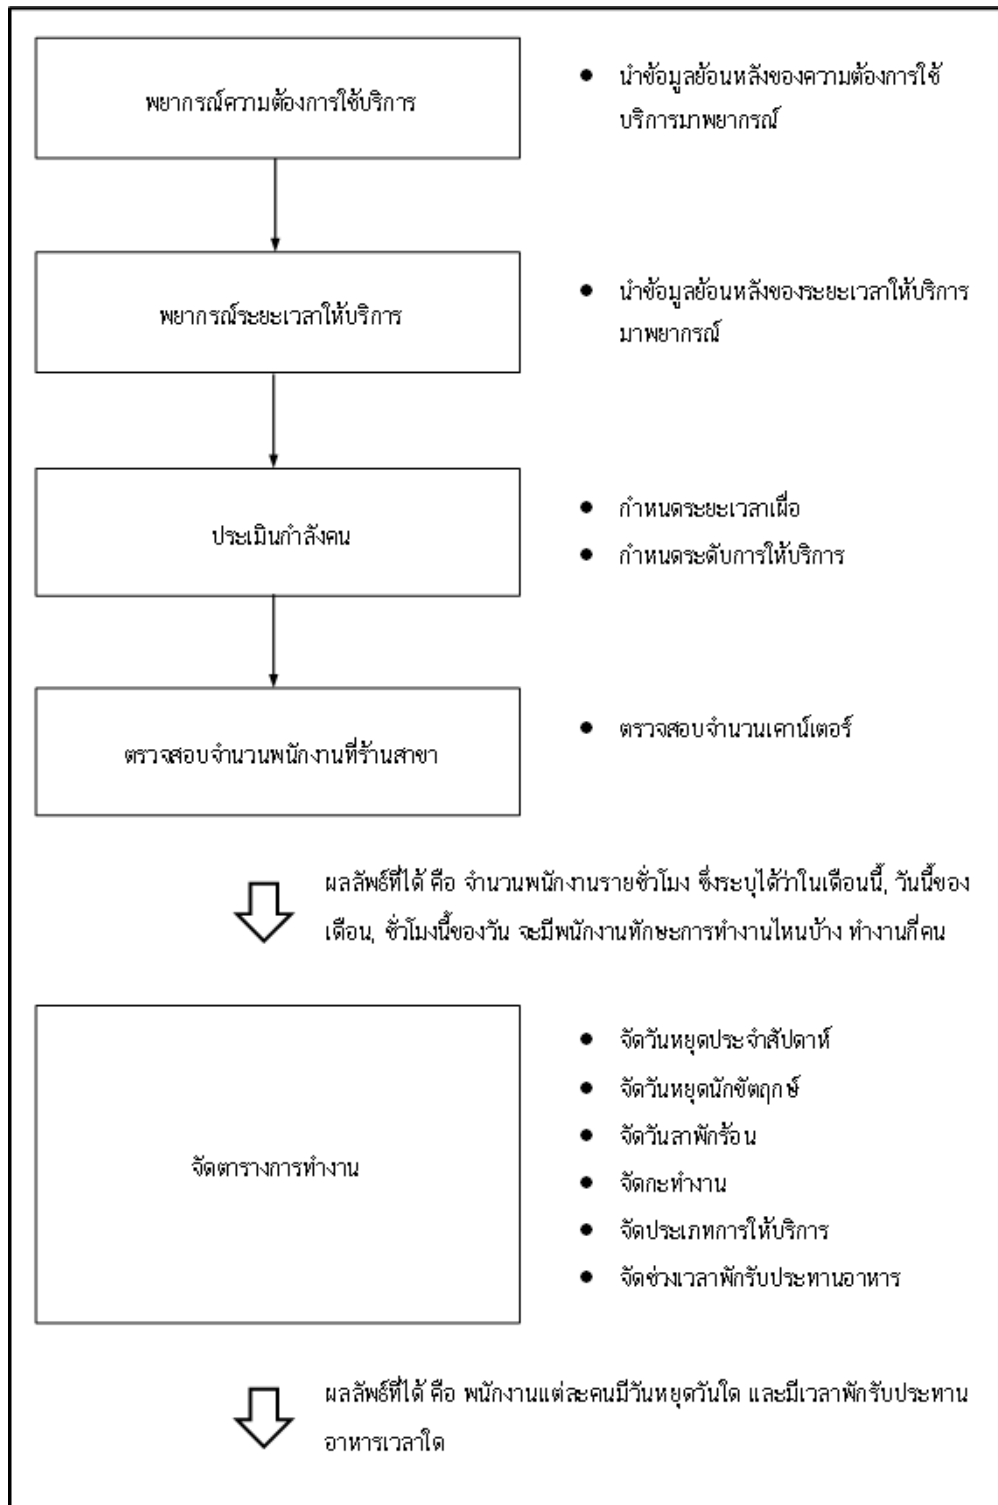 พยากรณ์ความต้องการใช้บริการ
● นำข้อมูลย้อนหลังของความต้องการใช้
บริการมาพยากรณ์
พยากรณ์ระยะเวลาให้บริการ
● นำข้อมูลย้อนหลังของระยะเวลาให้บริการ
มาพยากรณ์
ประเมินกำลังคน
● กำหนดระยะเวลาเผื่อ
● กำหนดระดับการให้บริการ
ตรวจสอบจำนวนพนักงานที่ร้านสาขา
● ตรวจสอบจำนวนเคาน์เตอร์
ผลลัพธ์ที่ได้ คือ จำนวนพนักงานรายชั่วโมง ซึ่งระบุได้ว่าในเดือนนี้, วันนี้ของ
เดือน, ชั่วโมงนี้ของวัน จะมีพนักงานทักษะการทำงานไหนบ้าง ทำงานกี่คน
จัดตารางการทำงาน
● จัดวันหยุดประจำสัปดาห์
● จัดวันหยุดนักขัตฤกษ์
● จัดวันลาพักร้อน
● จัดกะทำงาน
● จัดประเภทการให้บริการ
● จัดช่วงเวลาพักรับประทานอาหาร
ผลลัพธ์ที่ได้ คือ พนักงานแต่ละคนมีวันหยุดวันใด และมีเวลาพักรับประทาน
อาหารเวลาใด